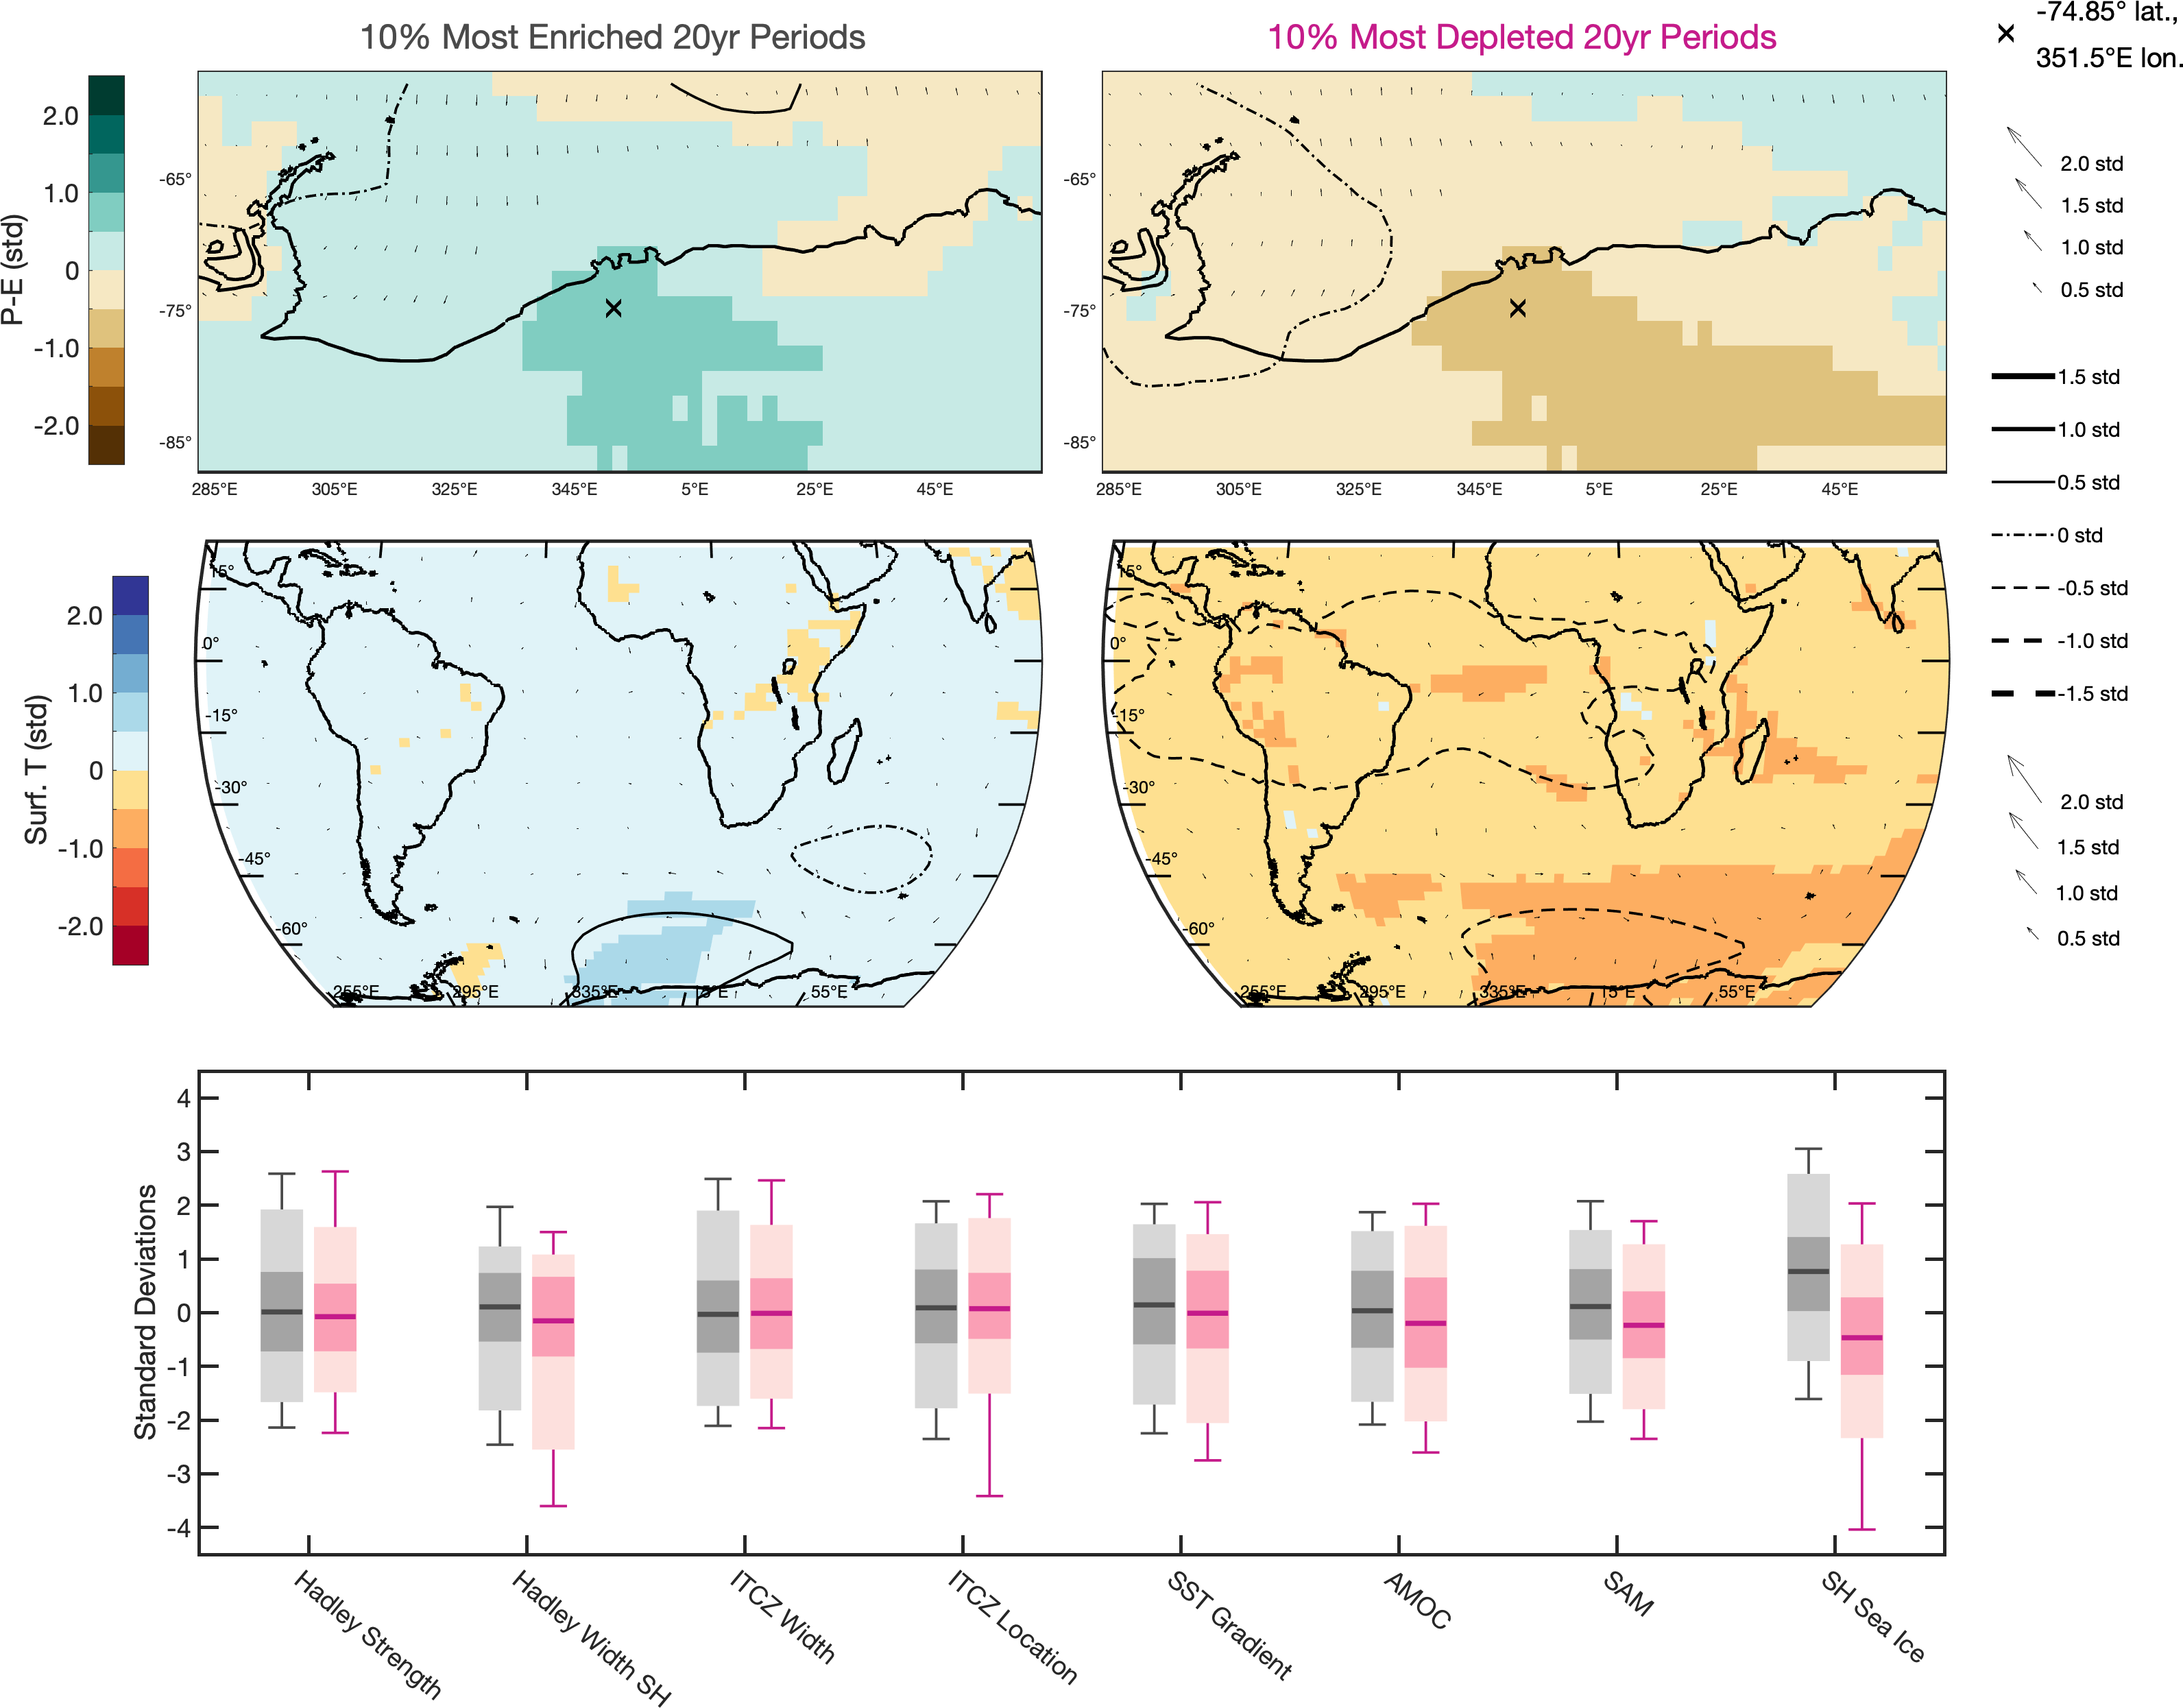 10% Most Enriched 20yr Periods
10% Most Depleted 20yr Periods
-74.85° lat.,
351.5°E lon.
P-E (std)
2.0
1.0
0
-1.0
-2.0
-65°
-75°
-85°
285°E 305°E 325°E 345°E 5°E 25°E 45°E
-65°
-75°
-85°
285°E 305°E 325°E 345°E 5°E 25°E 45°E
2.0 std
1.5 std
1.0 std
0.5 std
1.5 std
1.0 std
0.5 std
0 std
-0.5 std
-1.0 std
-1.5 std
2.0 std
1.5 std
1.0 std
0.5 std
Surf. T (std)
2.0
1.0
0
-1.0
-2.0
15°
0°
-15°
-30°
-45°
-60°
255°E 295°E 335°E 15°E 55°E
15°
0°
-15°
-30°
-45°
-60°
255°E 295°E 335°E 15°E 55°E
Standard Deviations
4
3
2
1
0
-1
-2
-3
-4
Hadley Strength
Hadley Width SH
ITCZ Width
ITCZ Location
SST Gradient
AMOC
SAM
SH Sea Ice